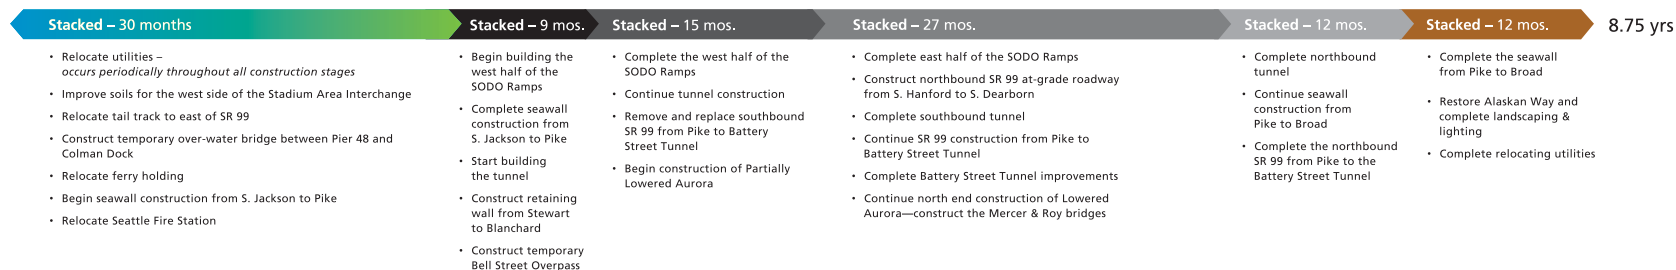 Stacked – 30 months
• Relocate utilities –
occurs periodically throughout all construction stages
• Improve soils for the west side of the Stadium Area Interchange
• Relocate tail track to east of SR 99
• Construct temporary over-water bridge between Pier 48 and
Colman Dock
• Relocate ferry holding
• Begin seawall construction from S. Jackson to Pike
• Relocate Seattle Fire Station
Stacked – 9 mos.
• Begin building the
west half of the
SODO Ramps
• Complete seawall
construction from
S. Jackson to Pike
• Start building
the tunnel
• Construct retaining
wall from Stewart
to Blanchard
• Construct temporary
Bell Street Overpass
Stacked – 15 mos.
• Complete the west half of the
SODO Ramps
• Continue tunnel construction
• Remove and replace southbound
SR 99 from Pike to Battery
Street Tunnel
• Begin construction of Partially
Lowered Aurora
Stacked – 27 mos.
• Complete east half of the SODO Ramps
• Construct northbound SR 99 at-grade roadway
from S. Hanford to S. Dearborn
• Complete southbound tunnel
• Continue SR 99 construction from Pike to
Battery Street Tunnel
• Complete Battery Street Tunnel improvements
• Continue north end construction of Lowered
Aurora—construct the Mercer & Roy bridges
Stacked – 12 mos.
• Complete northbound
tunnel
• Continue seawall
construction from
Pike to Broad
• Complete the northbound
SR 99 from Pike to the
Battery Street Tunnel
Stacked – 12 mos.
• Complete the seawall
from Pike to Broad
• Restore Alaskan Way and
complete landscaping &
lighting
• Complete relocating utilities
8.75 yrs